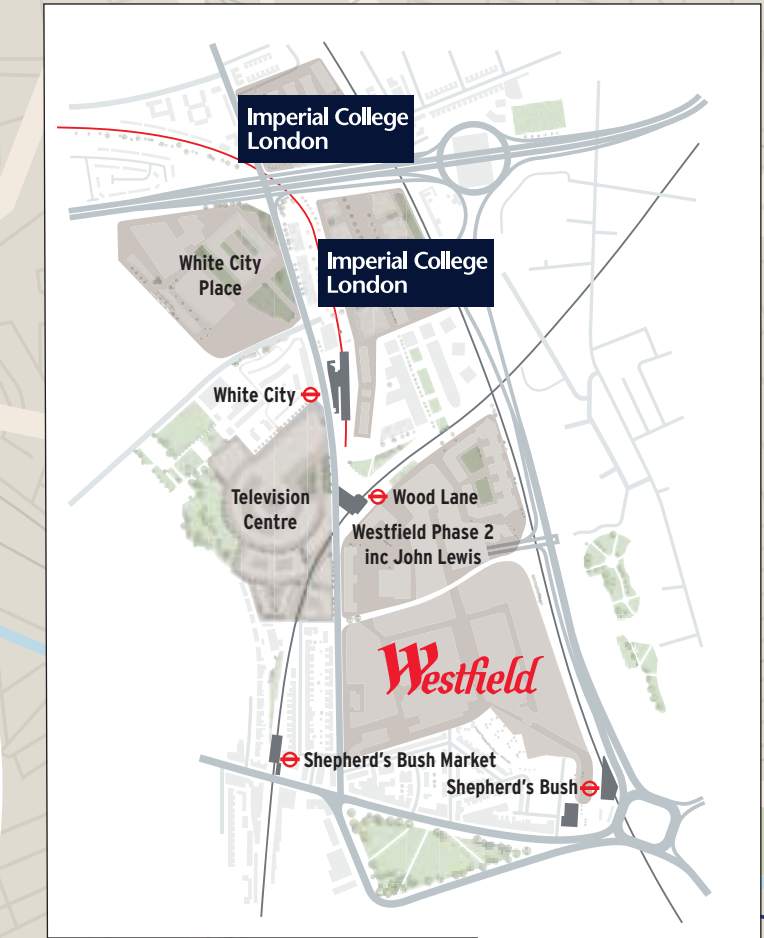 Imperial College
London
Imperial College
London
White City
Place
White City
Television
Centre
Wood Lane
Westfield Phase 2
inc John Lewis
Westfield
Shepherd's Bush Market
Shepherd's Bush